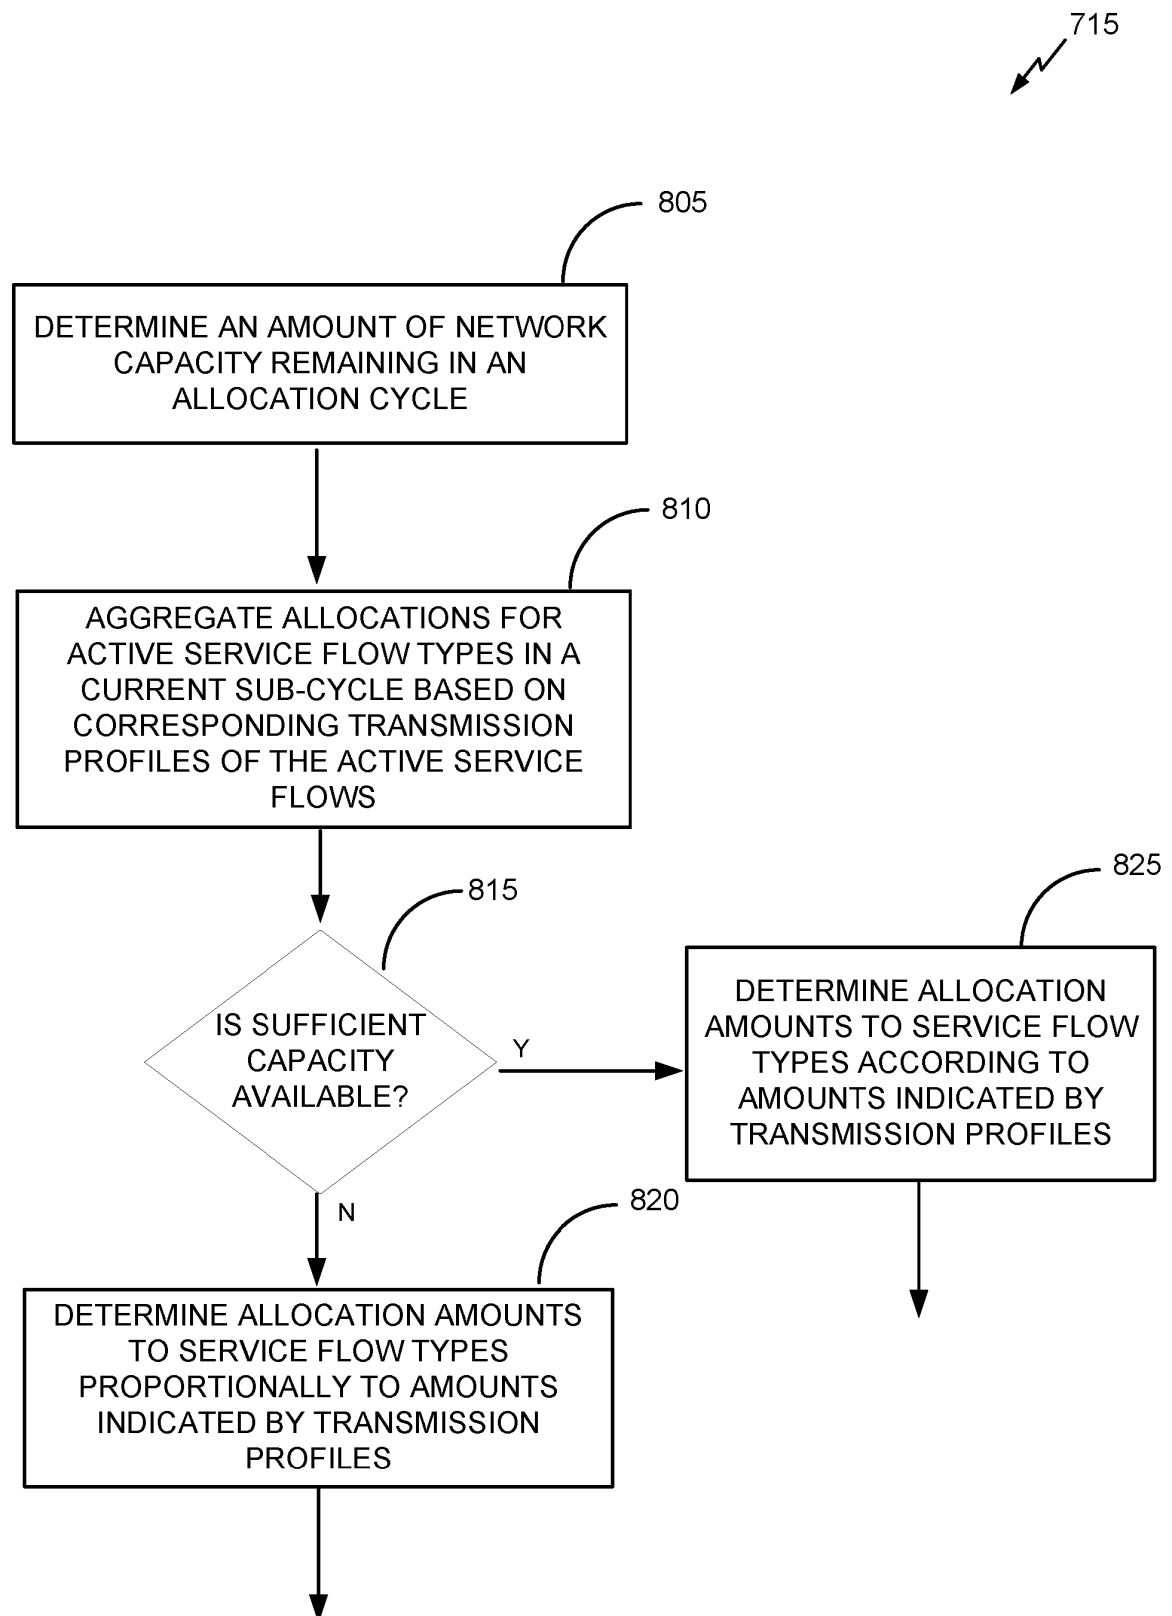 715
805
DETERMINE AN AMOUNT OF NETWORK
CAPACITY REMAINING IN AN
ALLOCATION CYCLE
810
AGGREGATE ALLOCATIONS FOR
ACTIVE SERVICE FLOW TYPES IN A
CURRENT SUB-CYCLE BASED ON
CORRESPONDING TRANSMISSION
PROFILES OF THE ACTIVE SERVICE
FLOWS
815
IS SUFFICIENT
CAPACITY
AVAILABLE?
Y
N
825
DETERMINE ALLOCATION
AMOUNTS TO SERVICE FLOW
TYPES ACCORDING TO
AMOUNTS INDICATED BY
TRANSMISSION PROFILES
820
DETERMINE ALLOCATION AMOUNTS
TO SERVICE FLOW TYPES
PROPORTIONALLY TO AMOUNTS
INDICATED BY TRANSMISSION
PROFILES